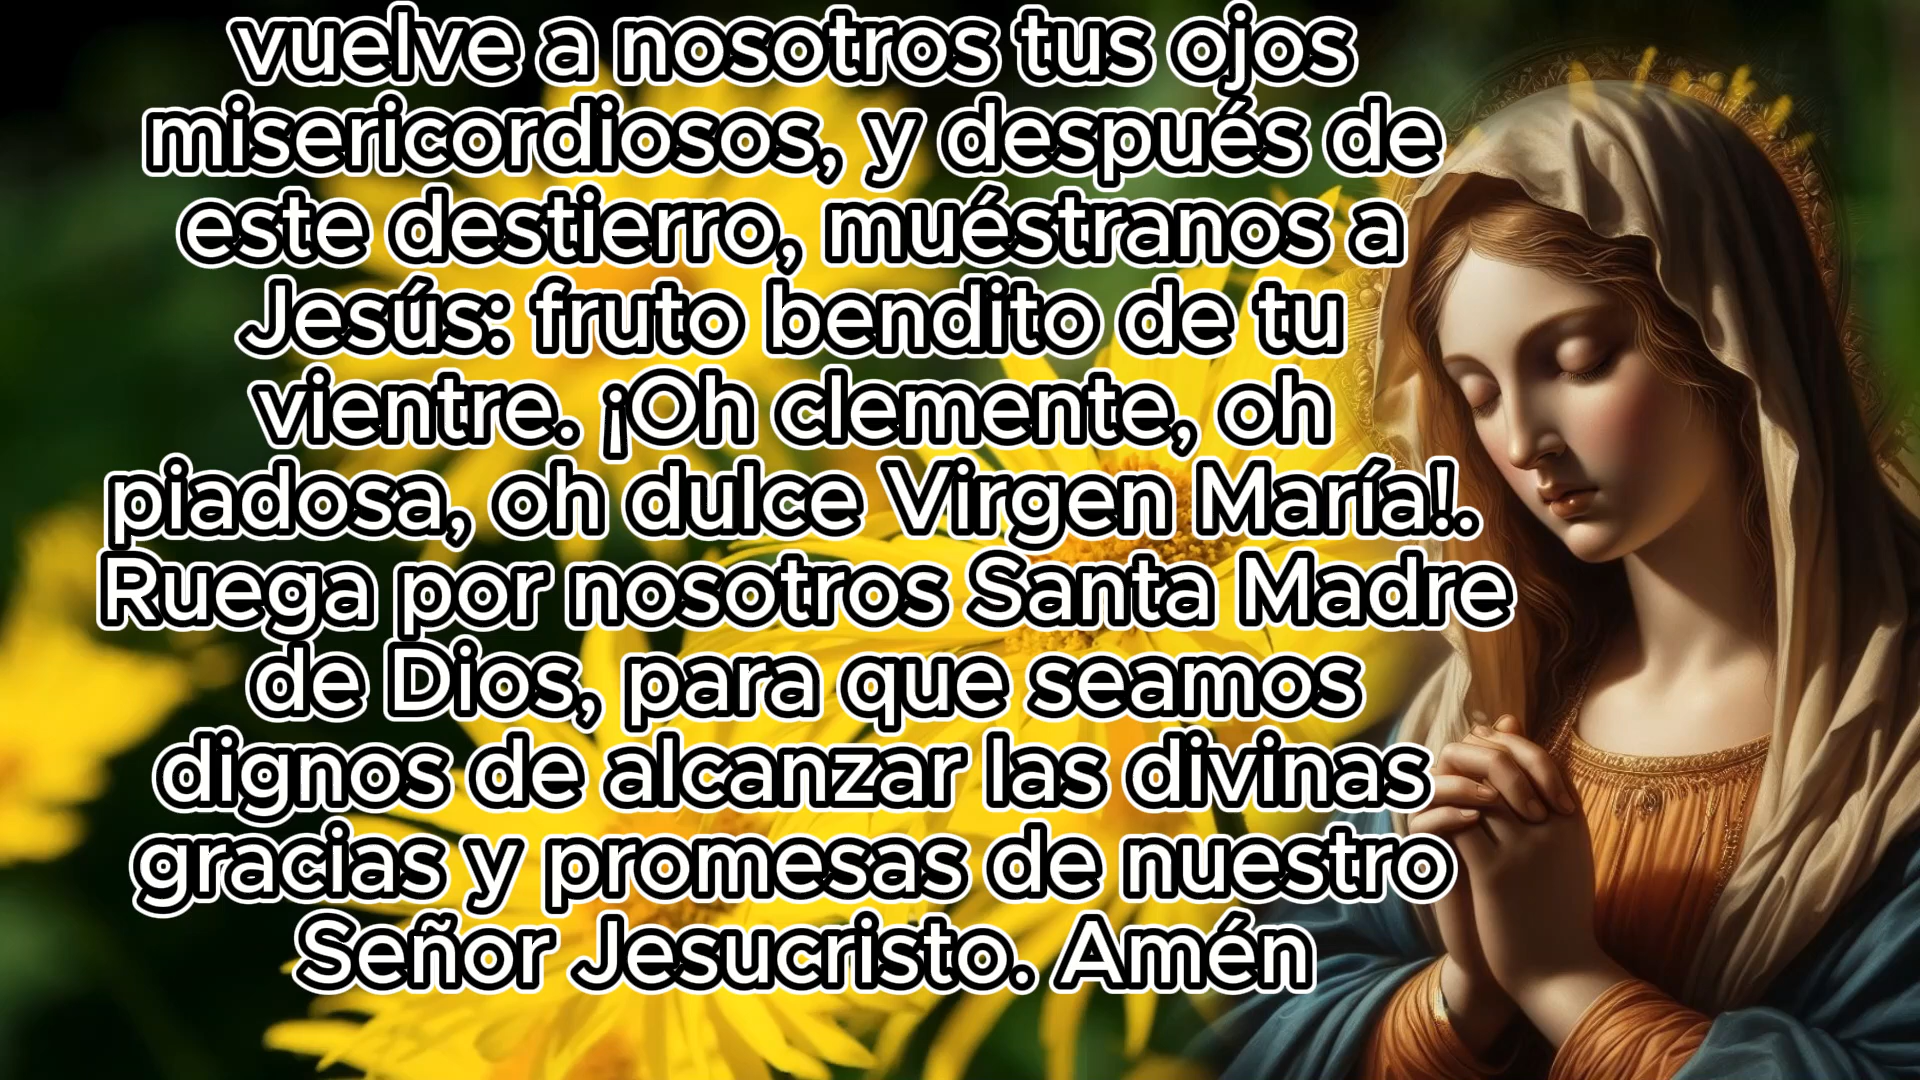 vuelve a nosotros tus ojos
misericordiosos, y después de
este destierro, muéstranos a
Jesús: fruto bendito de tu
vientre. ¡Oh clemente, oh
piadosa, oh dulce Virgen María!.
Ruega por nosotros Santa Madre
de Dios, para que seamos
dignos de alcanzar las divinas
gracias y promesas de nuestro
Señor Jesucristo. Amén